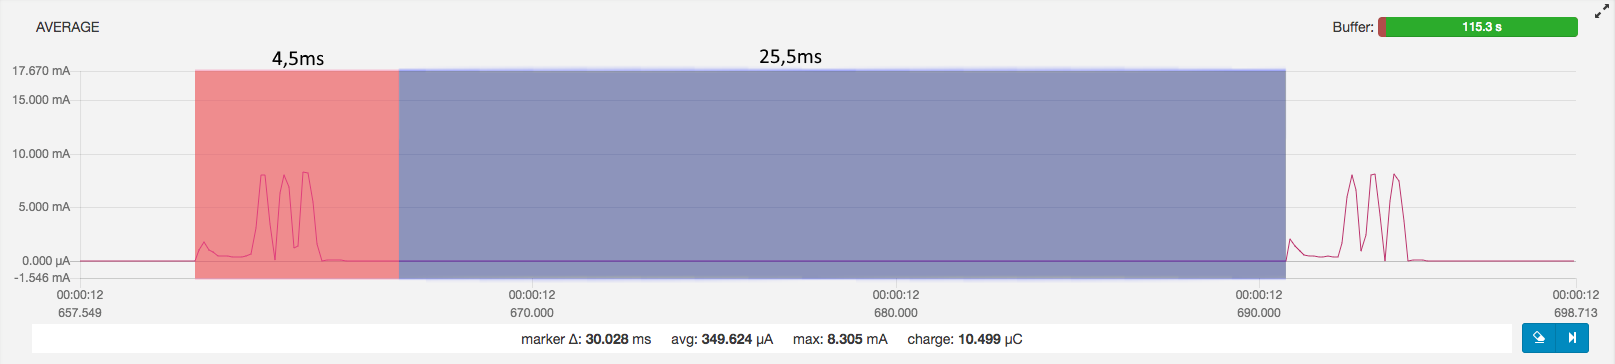 AVERAGE
Buffer: 115.3 s
4,5ms
25,5ms
17.670 mA
15.000 mA
10.000 mA
5.000 mA
0.000 µA
-1.546 mA
00:00:12 00:00:12 00:00:12 00:00:12 00:00:12
657.549 670.000 680.000 690.000 698.713
marker Δ: 30.028 ms avg: 349.624 µA max: 8.305 mA charge: 10.499 µC